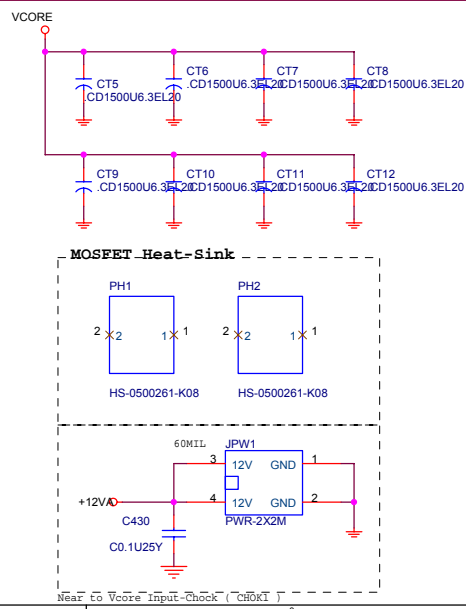 VCORE
CT5
.CD1500U6.3EL20
CT6
.CD1500U6.3EL20
CT7
.CD1500U6.3EL20
CT8
.CD1500U6.3EL20
CT9
.CD1500U6.3EL20
CT10
.CD1500U6.3EL20
CT11
.CD1500U6.3EL20
CT12
.CD1500U6.3EL20
MOSFET Heat-Sink
PH1
2 2 1 1
HS-0500261-K08
PH2
2 2 1 1
HS-0500261-K08
60MIL
JPW1
3 12V GND 1
4 12V GND 2
PWR-2X2M
+12VA
C430
C0.1U25Y
Near to Vcore Input-Chock ( CHOK1 )